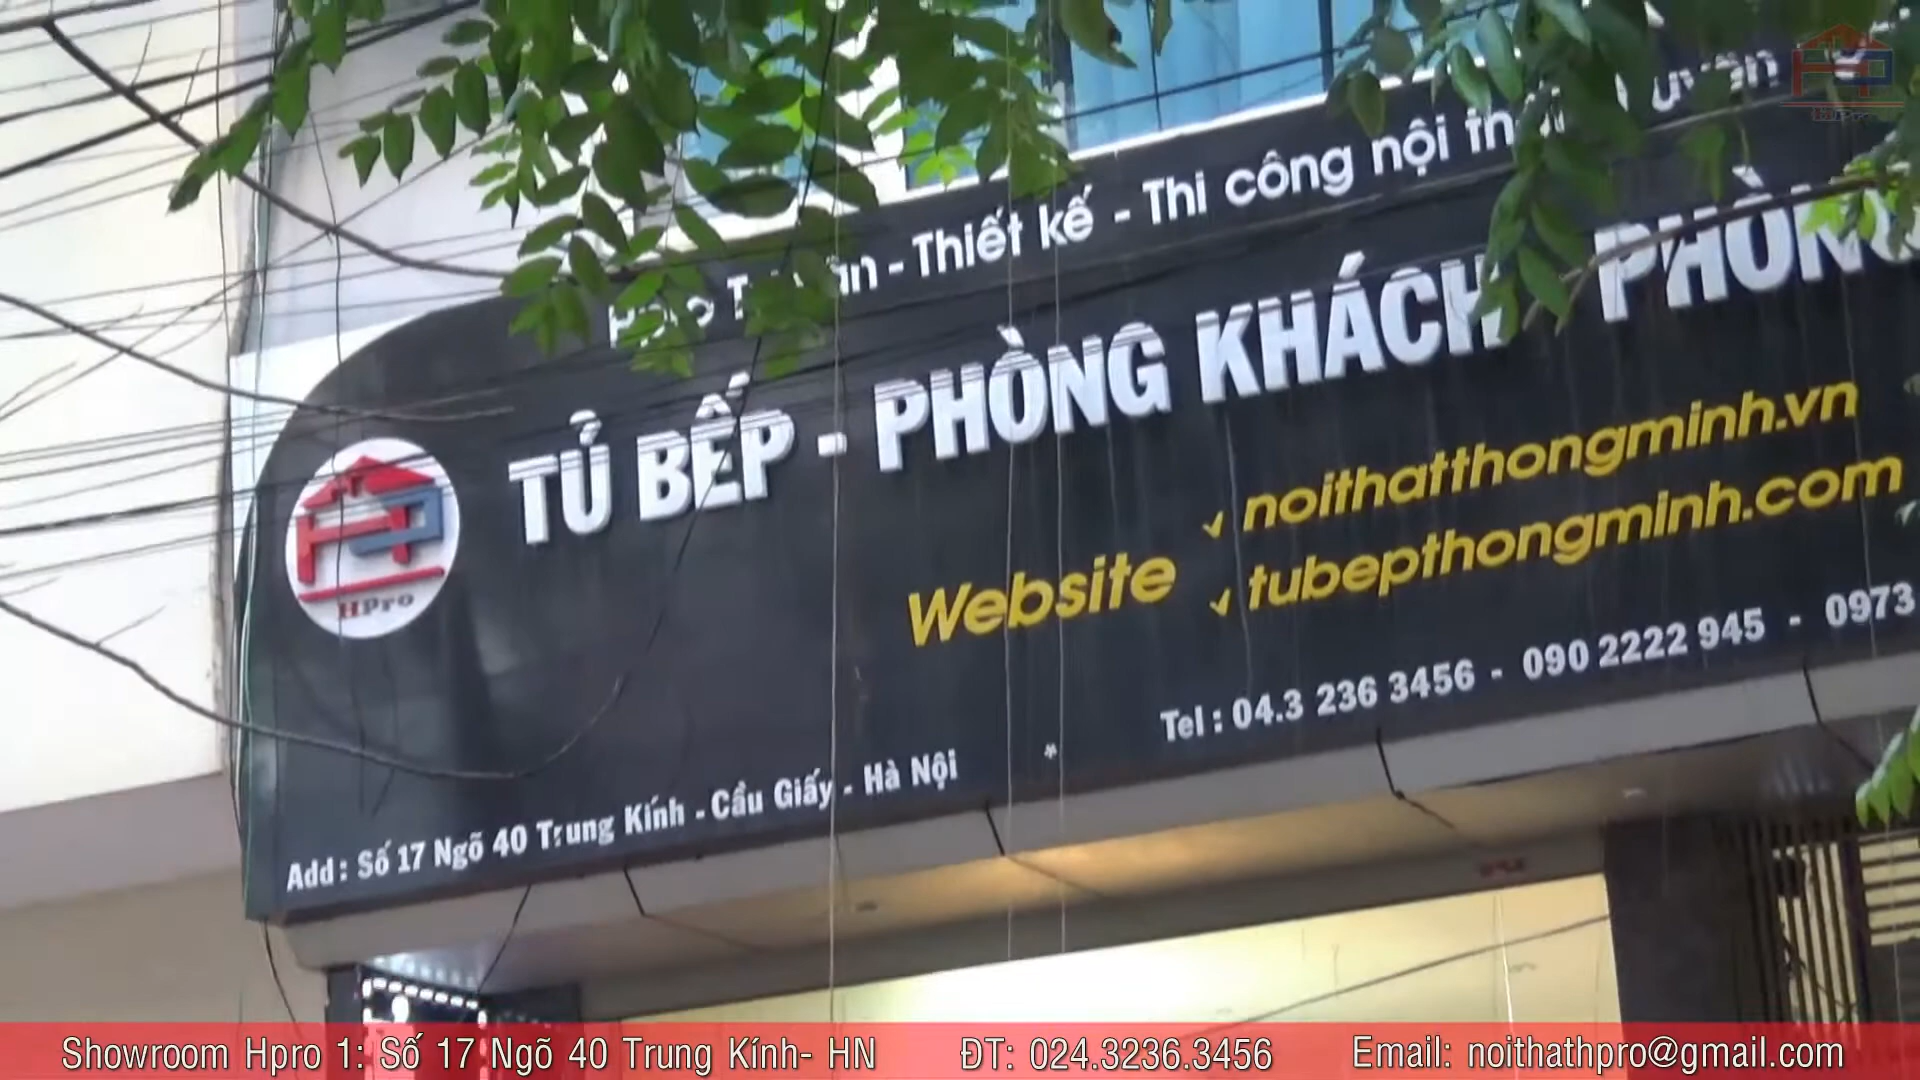 - Thiết kế - Thi công nội
TỦ BẾP - PHÒNG KHÁCH PHÒNG
Website
noithatthongminh.vn
tubepthongminh.com
HPro
Tel : 04.3 236 3456 - 090 2222 945 - 0973
Add : Số 17 Ngõ 40 Trung Kính - Cầu Giấy - Hà Nội *
HPro
Showroom Hpro 1: Số 17 Ngõ 40 Trung Kính- HN ĐT: 024.3236.3456 Email: noithathpro@gmail.com